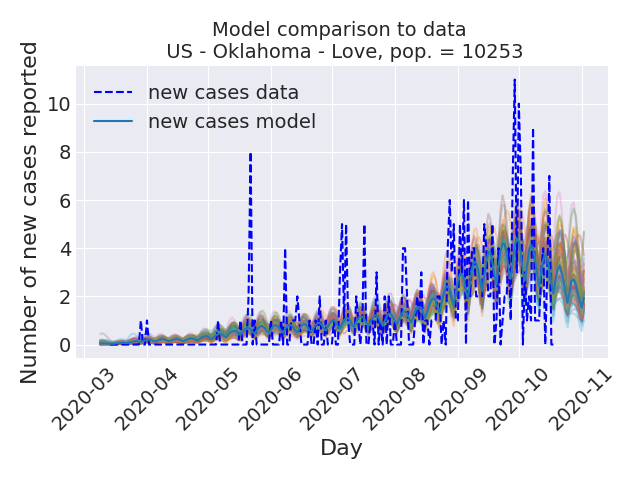 Model comparison to data
US - Oklahoma - Love, pop. = 10253
Number of new cases reported
new cases data
new cases model
10
8
6
4
2
0
2020-03
2020-04
2020-05
2020-06
2020-07
2020-08
2020-09
2020-10
2020-11
Day